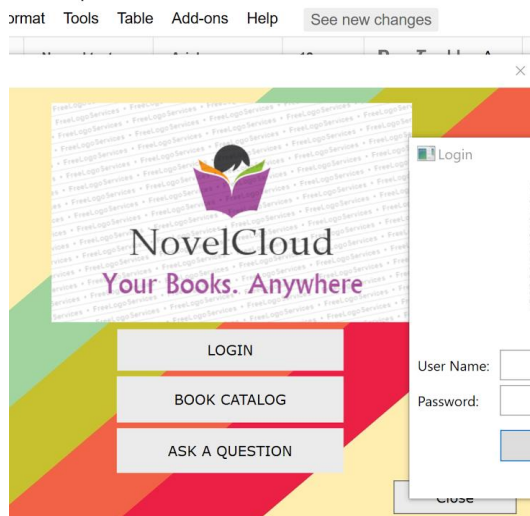 ormat Tools Table Add-ons Help See new changes
Login
NovelCloud
Your Books. Anywhere
LOGIN
BOOK CATALOG
ASK A QUESTION
User Name:
Password:
Close